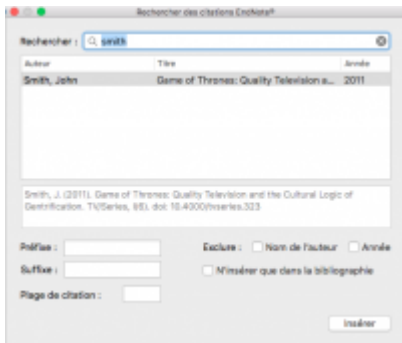 Rechercher des citations EndNote®
Rechercher : smith
Auteur Titre Année
Smith, John Game of Thrones: Quality Television a... 2011
Smith, J. (2011). Game of Thrones: Quality Television and the Cultural Logic of
Gentrification. TV/Series, doi: 10.4000/tvseries.323
Préfixe : Exclure : Nom de l'auteur Année
Suffixe : N'insérer que dans la bibliographie
Plage de citation :
Insérer